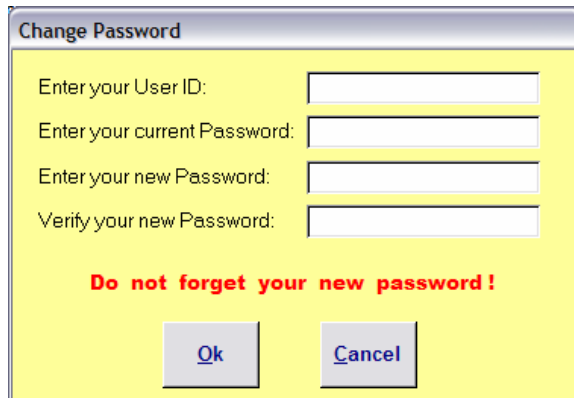 Change Password
Enter your User ID:
Enter your current Password:
Enter your new Password:
Verify your new Password:
Do not forget your new password !
Ok Cancel